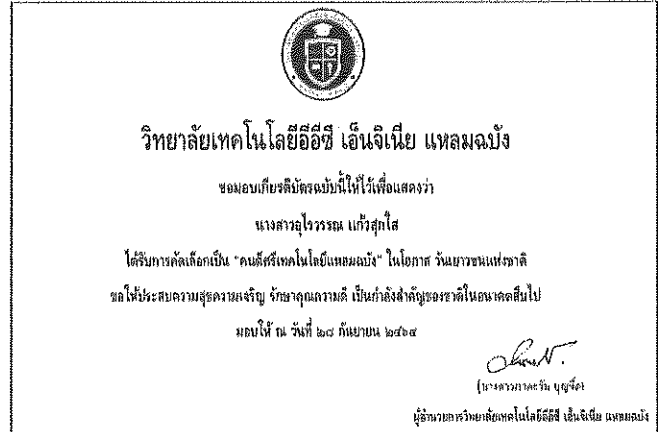 วิทยาลัยเทคโนโลยีอีอีซี เอ็นจิเนีย แหลมฉบัง
ขอมอบเกียรติบัตรฉบับนี้ให้ไว้เพื่อแสดงว่า
นางสาวอุไรวรรณ แก้วสุกใส
ได้รับการคัดเลือกเป็น "คนดีศรีเทคโนโลยีแหลมฉบัง" ในโอกาส วันเยาวชนแห่งชาติ
ขอให้ประสบความสุขความเจริญ รักษาคุณความดี เป็นกำลังสำคัญของชาติในอนาคตสืบไป
มอบให้ ณ วันที่ ๒๘ กันยายน ๒๕๖๔
ผู้อำนวยการวิทยาลัยเทคโนโลยีอีอีซี เอ็นจิเนีย แหลมฉบัง